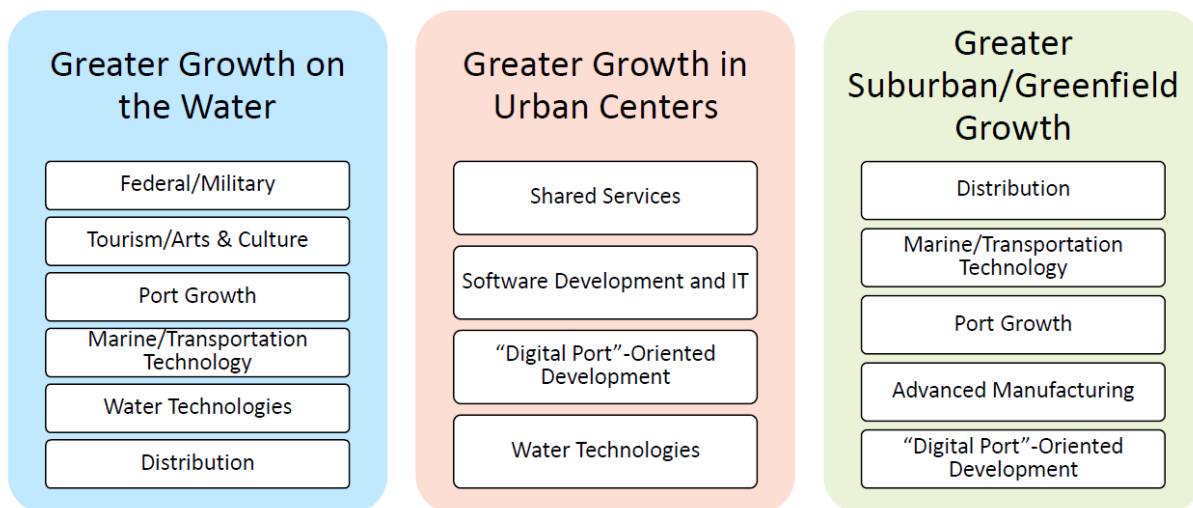 Greater Growth on
the Water
Federal/Military
Tourism/Arts & Culture
Port Growth
Marine/Transportation
Technology
Water Technologies
Distribution
Greater Growth in
Urban Centers
Shared Services
Software Development and IT
“Digital Port”-Oriented
Development
Water Technologies
Greater
Suburban/Greenfield
Growth
Distribution
Marine/Transportation
Technology
Port Growth
Advanced Manufacturing
“Digital Port”-Oriented
Development